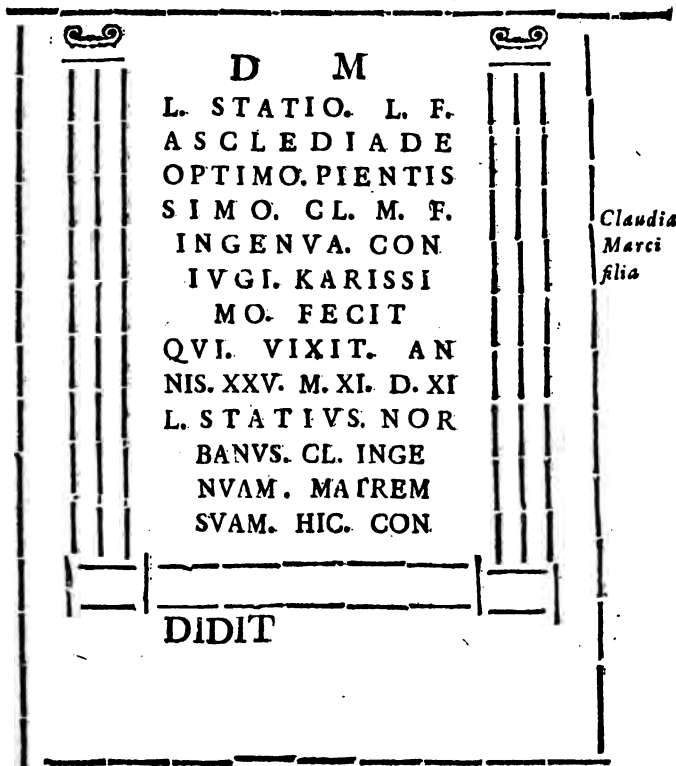 D M
L. STATIO. L. F.
ASCLEDIADE
OPTIMO. PIENTIS
SIMO. CL. M. F.
INGENVA. CON
IVGI. KARISSI
MO. FECIT
QVI. VIXIT. AN
NIS. XXV. M. XI. D. XI
L. STATIVS. NOR
BANVS. CL. INGE
NVAM. MATREM
SVAM. HIC. CON
DIDIT
Claudia
Marci
filia